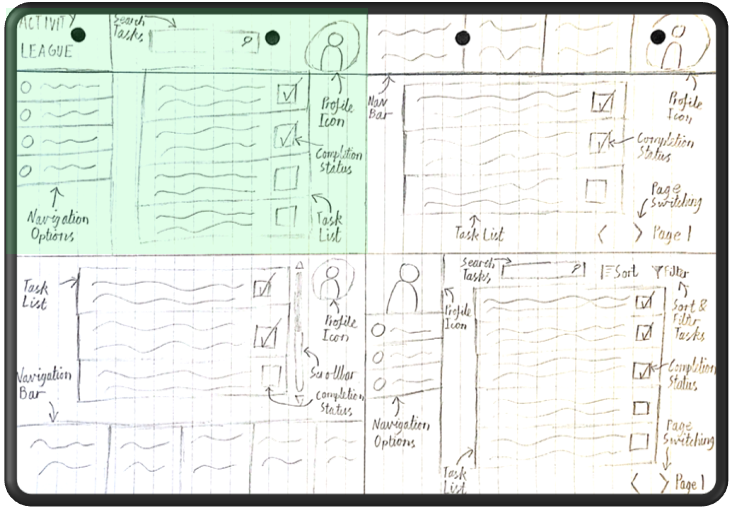 ACTIVITY
LEAGUE
Search
Tasks
Profile
Icon
Completion
Status
Task
List
Navigation
Options
Nav
Bar
Profile
Icon
Completion
Status
Page
Switching
Task List
< > Page 1
Task
List
Profile
Icon
Scrollbar
Completion
Status
Navigation
Bar
Search
Tasks
Sort
Filter
Profile
Icon
Sort &
Filter
Tasks
Completion
Status
Navigation
Options
Page
Switching
Task
List
< > Page 1